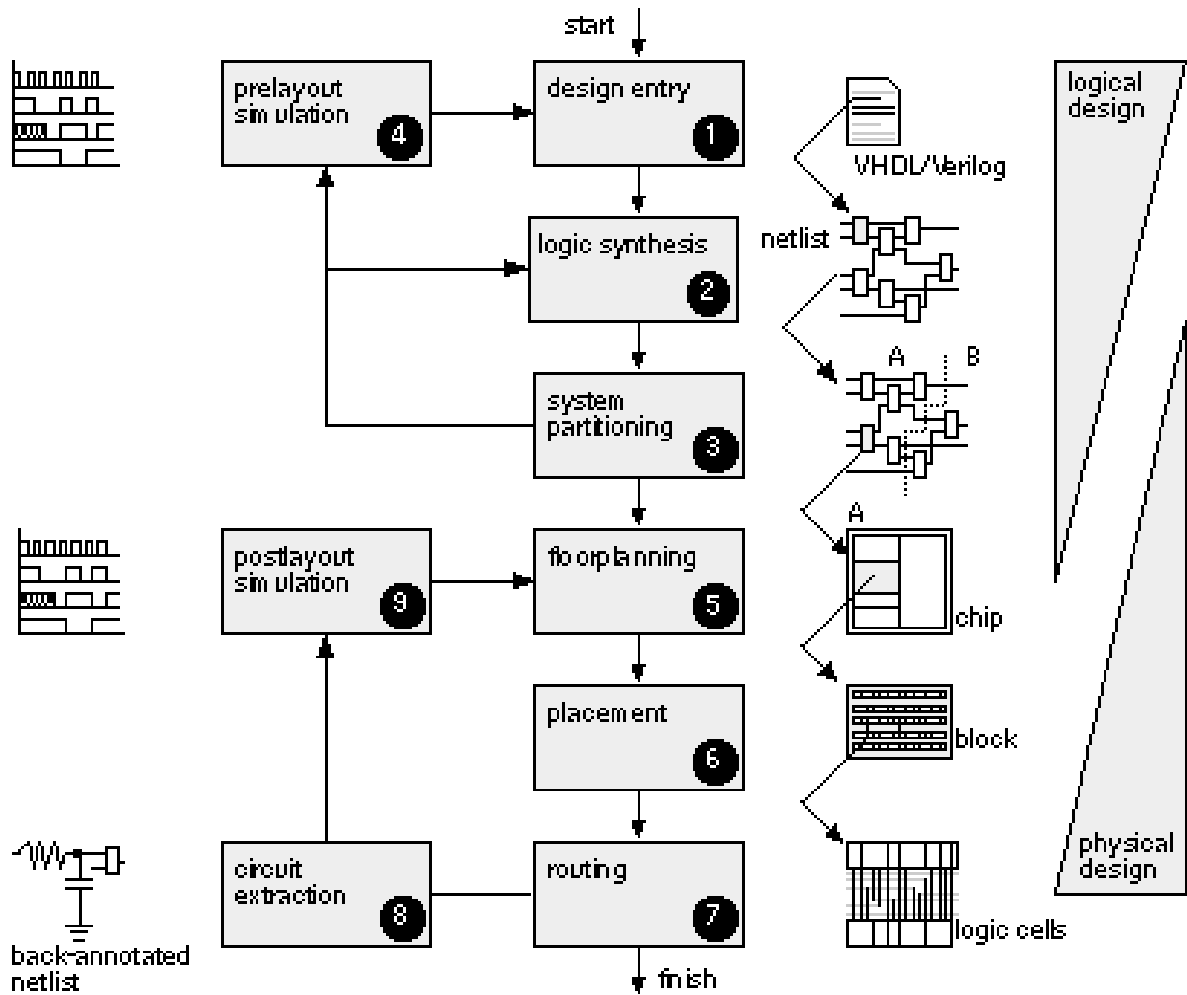 start
prelayout
simulation
4
design entry
1
VHDL/Verilog
logical
design
logic synthesis
2
netlist
system
partitioning
3
A
B
postlayout
simulation
9
floorplanning
5
A
chip
placement
6
block
circuit
extraction
8
routing
7
logic cells
physical
design
back-annotated
netlist
finish